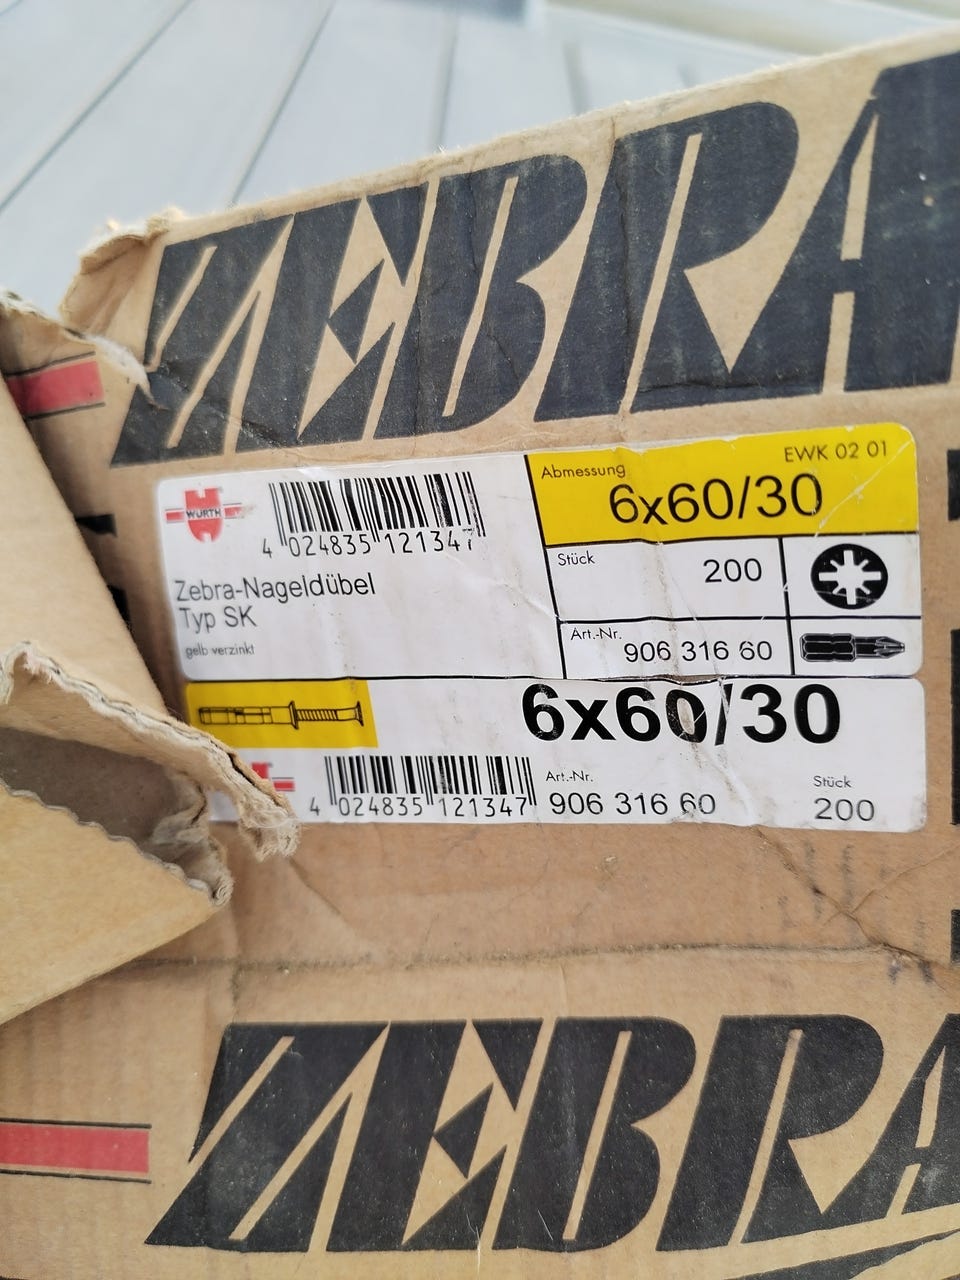 ZEBRA
WÜRTH
4 024835 121347
Zebra-Nageldübel
Typ SK
gelb verzinkt
Abmessung
EWK 02 01
6x60/30
Stück
200
Art.-Nr.
906 316 60
6x60/30
4 024835 121347
Art.-Nr.
906 316 60
Stück
200
ZEBRA